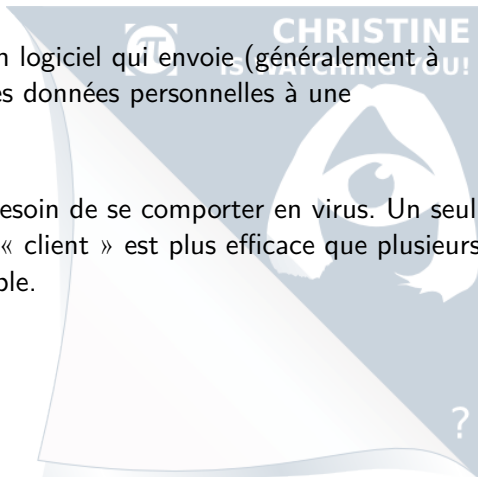 CHRISTINE
IS WATCHING YOU!
n logiciel qui envoie (généralement à
es données personnelles à une
esoin de se comporter en virus. Un seul
« client » est plus efficace que plusieurs
ble.
?